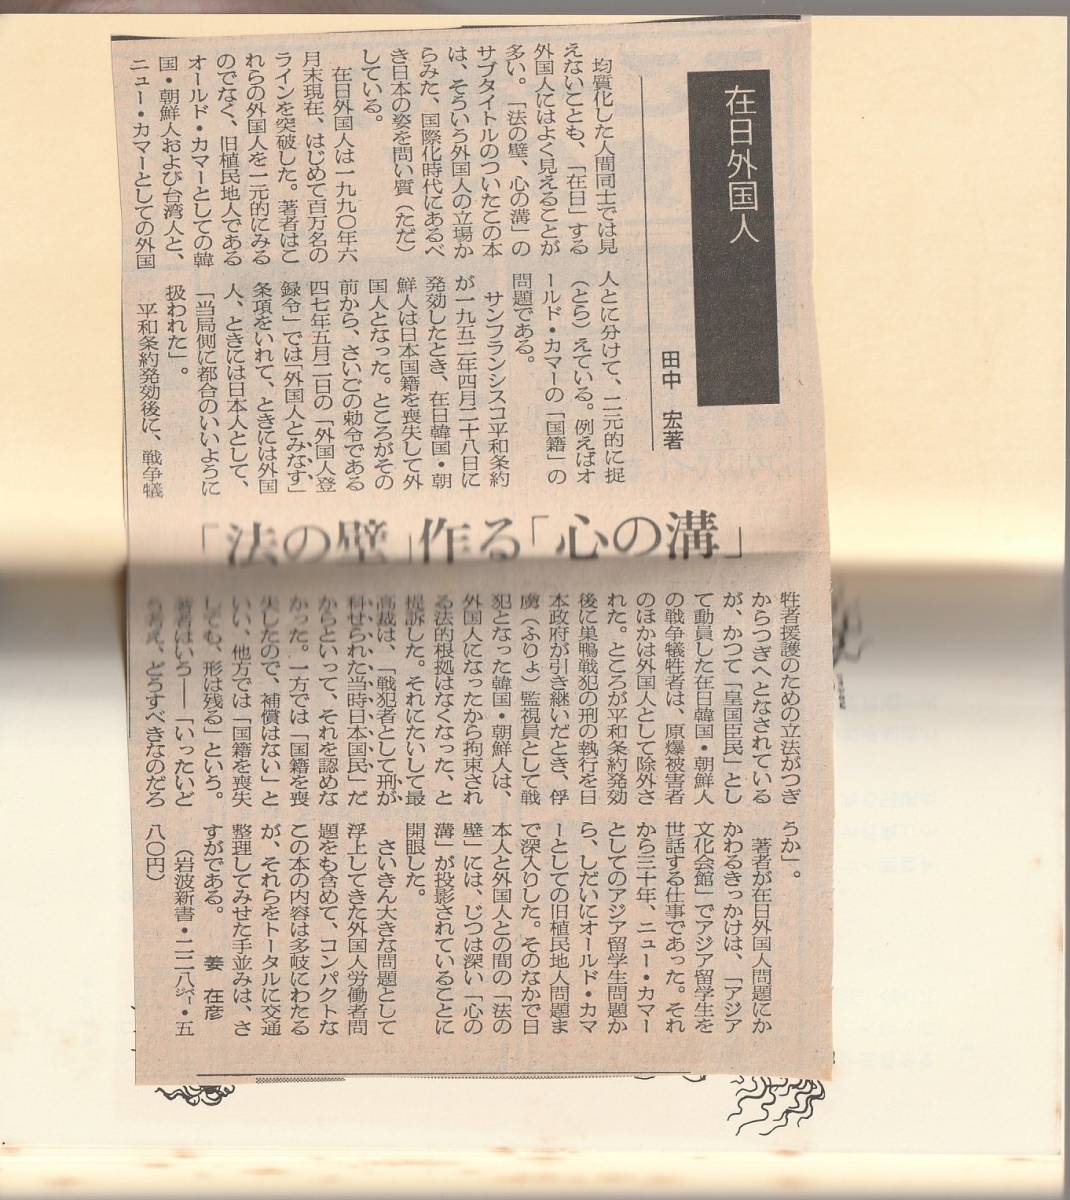 在日外国人
田中　宏著
「法の壁」作る「心の溝」
均質化した人間同士では見
えないことも、「在日」する
外国人にはよく見えることが
多い。「法の壁、心の溝」の
サブタイトルのついたこの本
は、そういう外国人の立場か
らみた、国際化時代にあるべ
き日本の姿を問い質（ただ）
している。
在日外国人は一九九〇年六
月末現在、はじめて百万名の
ラインを突破した。著者はこ
れらの外国人を一元的にみる
のでなく、旧植民地人である
オールド・カマーとしての韓
国・朝鮮人および台湾人と、
ニュー・カマーとしての外国
人とに分けて、二元的に捉
（とら）えている。例えばオ
ールド・カマーの「国籍」の
問題である。
サンフランシスコ平和条約
が一九五二年四月二十八日に
発効したとき、在日韓国・朝
鮮人は日本国籍を喪失して外
国人となった。ところがその
前から、さいごの勅令である
四七年五月二日の「外国人登
録令」では「外国人とみなす」
条項をいれて、ときには外国
人、ときには日本人として、
「当局側に都合のいいように
扱われた」。
平和条約発効後に、戦争犠
牲者援護のための立法がつぎ
からつぎへとなされている
が、かつて「皇国臣民」とし
て動員した在日韓国・朝鮮人
の戦争犠牲者は、原爆被害者
のほかは外国人として除外さ
れた。ところが平和条約発効
後に巣鴨戦犯の刑の執行を日
本政府が引き継いだとき、俘
虜（ふりょ）監視員として戦
犯となった韓国・朝鮮人は、
外国人になったから拘束され
る法的根拠はなくなった、と
提訴した。それにたいして最
高裁は、「戦犯者として刑が
科せられた当時日本国民」だ
からといって、それを認めな
かった。一方では「国籍を喪
失したので、補償はない」と
いい、他方では「国籍を喪失
しても、形は残る」という。
著者はいう――「いったいど
う考え、どうすべきなのだろ
うか」。
著者が在日外国人問題にか
かわるきっかけは、「アジア
文化会館」でアジア留学生を
世話する仕事であった。それ
から三十年、ニュー・カマー
としてのアジア留学生問題か
ら、しだいにオールド・カマ
ーとしての旧植民地人問題ま
で深入りした。そのなかで日
本人と外国人との間の「法の
壁」には、じつは深い「心の
溝」が投影されていることに
開眼した。
さいきん大きな問題として
浮上してきた外国人労働者問
題をも含めて、コンパクトな
この本の内容は多岐にわたる
が、それらをトータルに交通
整理してみせた手並みは、さ
すがである。　　姜　在彦
（岩波新書・二二八㌻・五
八〇円）